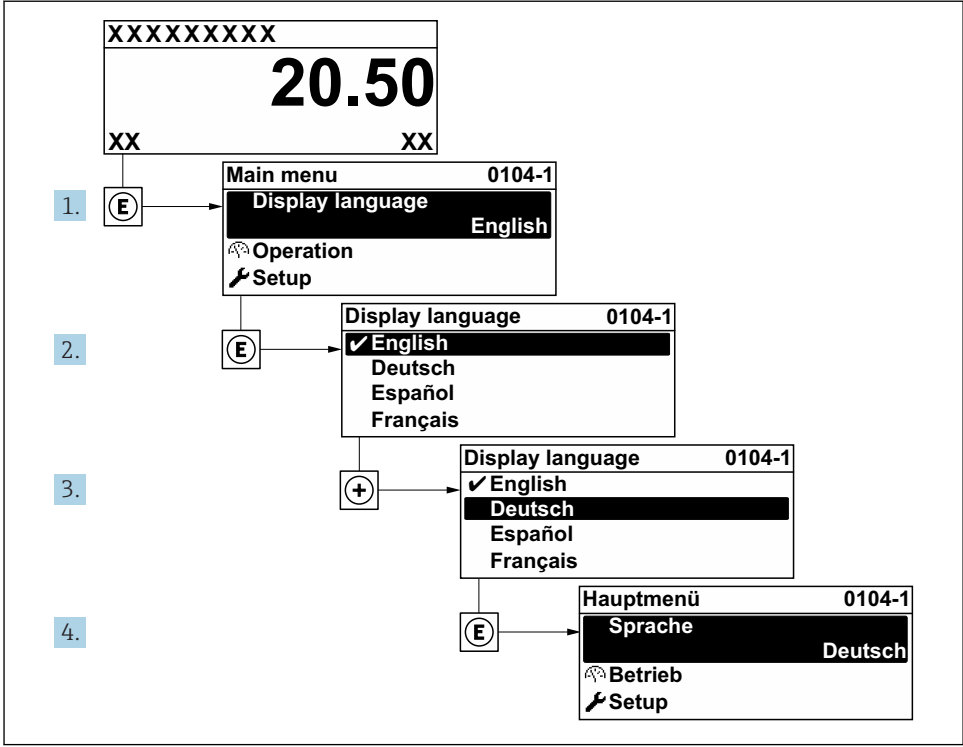 XXXXXXXXX
20.50
XX XX
1.
E
Main menu 0104-1
Display language
English
Operation
Setup
2.
E
Display language 0104-1
✔English
Deutsch
Español
Français
3.
+
Display language 0104-1
✔English
Deutsch
Español
Français
4.
E
Hauptmenü 0104-1
Sprache
Deutsch
Betrieb
Setup